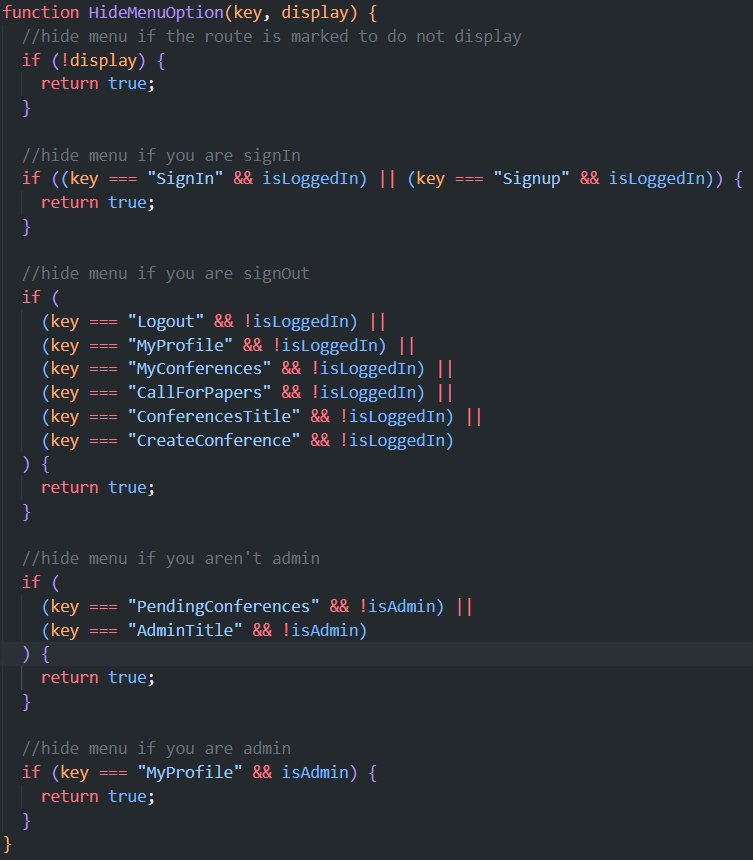 function HideMenuOption(key, display) {
  //hide menu if the route is marked to do not display
  if (!display) {
    return true;
  }

  //hide menu if you are signIn
  if ((key === "SignIn" && isLoggedIn) || (key === "Signup" && isLoggedIn)) {
    return true;
  }

  //hide menu if you are signOut
  if (
    (key === "Logout" && !isLoggedIn) ||
    (key === "MyProfile" && !isLoggedIn) ||
    (key === "MyConferences" && !isLoggedIn) ||
    (key === "CallForPapers" && !isLoggedIn) ||
    (key === "ConferencesTitle" && !isLoggedIn) ||
    (key === "CreateConference" && !isLoggedIn)
  ) {
    return true;
  }

  //hide menu if you aren't admin
  if (
    (key === "PendingConferences" && !isAdmin) ||
    (key === "AdminTitle" && !isAdmin)
  ) {
    return true;
  }

  //hide menu if you are admin
  if (key === "MyProfile" && isAdmin) {
    return true;
  }
}